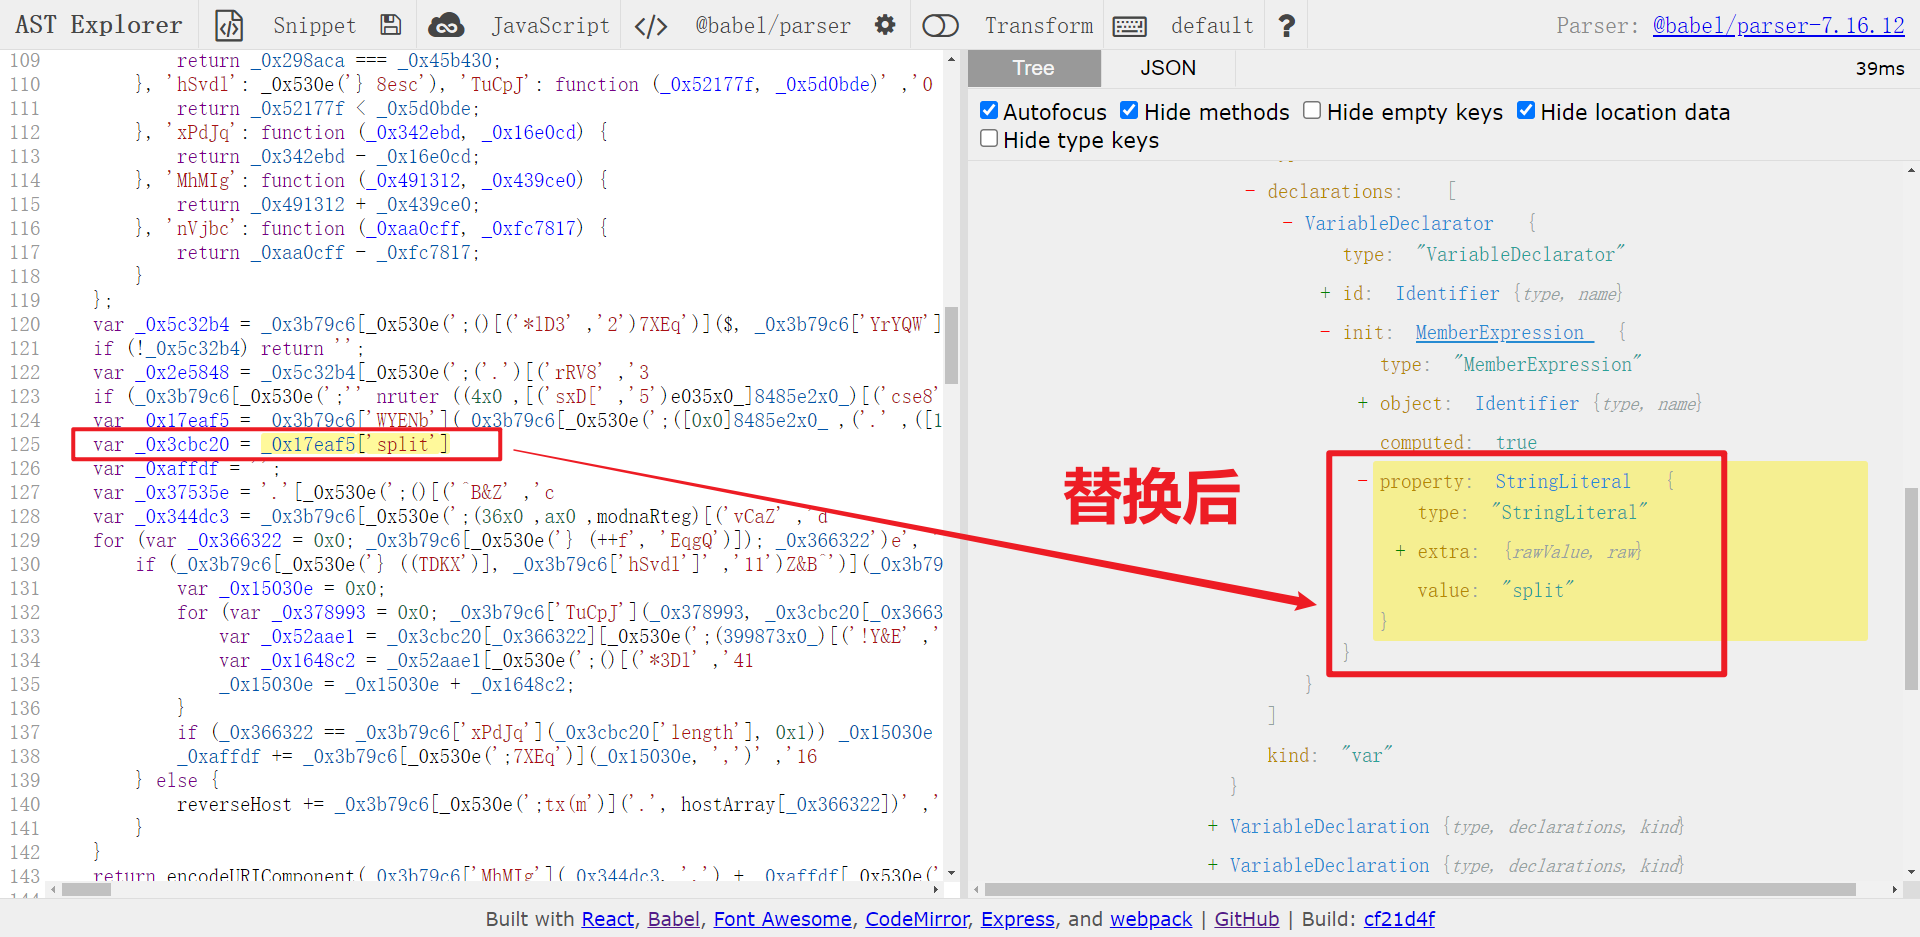 AST Explorer Snippet JavaScript </> @babel/parser Transform default ? Parser: @babel/parser-7.16.12
Tree JSON 39ms
Autofocus Hide methods Hide empty keys Hide location data
Hide type keys
109 return _0x298aca === _0x45b430;
110 }, 'hSvdl': _0x530e('} 8esc'), 'TuCpJ': function (_0x52177f, _0x5d0bde)' ,'0
111 return _0x52177f < _0x5d0bde;
112 }, 'xPdJq': function (_0x342ebd, _0x16e0cd) {
113 return _0x342ebd - _0x16e0cd;
114 }, 'MhMIg': function (_0x491312, _0x439ce0) {
115 return _0x491312 + _0x439ce0;
116 }, 'nVjbc': function (_0xaa0cff, _0xfc7817) {
117 return _0xaa0cff - _0xfc7817;
118 }
119 };
120 var _0x5c32b4 = _0x3b79c6[_0x530e(';()[('*lD3' ,'2')7XEq')]($, _0x3b79c6['YrYQW']
121 if (!_0x5c32b4) return '';
122 var _0x2e5848 = _0x5c32b4[_0x530e(';('.')[('rRV8' ,'3
123 if (_0x3b79c6[_0x530e(';'' nruter ((4x0 ,[('sxD[' ,'5')e035x0_]8485e2x0_)[('cse8'
124 var _0x17eaf5 = _0x3b79c6['WYENb'](_0x3b79c6[_0x530e(';([0x0]8485e2x0_ ,('.' ,([1
125 var _0x3cbc20 = _0x17eaf5['split']
126 var _0xaffdf = '';
127 var _0x37535e = '.'[_0x530e(';()[('^B&Z' ,'c
128 var _0x344dc3 = _0x3b79c6[_0x530e(';(36x0 ,ax0 ,modnaRteg)[('vCaZ' ,'d
129 for (var _0x366322 = 0x0; _0x3b79c6[_0x530e('} (++f', 'EqgQ')]); _0x366322')e', '
130 if (_0x3b79c6[_0x530e('} ((TDKX')], _0x3b79c6['hSvdl']' ,'11')Z&B^')](_0x3b79
131 var _0x15030e = 0x0;
132 for (var _0x378993 = 0x0; _0x3b79c6['TuCpJ'](_0x378993, _0x3cbc20[_0x3663
133 var _0x52aae1 = _0x3cbc20[_0x366322][_0x530e(';(399873x0_)[('!Y&E' ,'
134 var _0x1648c2 = _0x52aae1[_0x530e(';()[('*3Dl' ,'41
135 _0x15030e = _0x15030e + _0x1648c2;
136 }
137 if (_0x366322 == _0x3b79c6['xPdJq'](_0x3cbc20['length'], 0x1)) _0x15030e
138 _0xaffdf += _0x3b79c6[_0x530e(';7XEq')](_0x15030e, ',')' ,'16
139 } else {
140 reverseHost += _0x3b79c6[_0x530e(';tx(m')]('.', hostArray[_0x366322])' ,'
141 }
142 }
143 return encodeURIComponent(_0x3b79c6['MhMIg'](_0x344dc3, ',') + _0xaffdf[_0x530e('
- declarations: [
- VariableDeclarator {
type: "VariableDeclarator"
+ id: Identifier {type, name}
- init: MemberExpression {
type: "MemberExpression"
+ object: Identifier {type, name}
computed: true
- property: StringLiteral {
type: "StringLiteral"
+ extra: {rawValue, raw}
value: "split"
}
}
}
]
kind: "var"
}
+ VariableDeclaration {type, declarations, kind}
+ VariableDeclaration {type, declarations, kind}
替换后
Built with React, Babel, Font Awesome, CodeMirror, Express, and webpack | GitHub | Build: cf21d4f